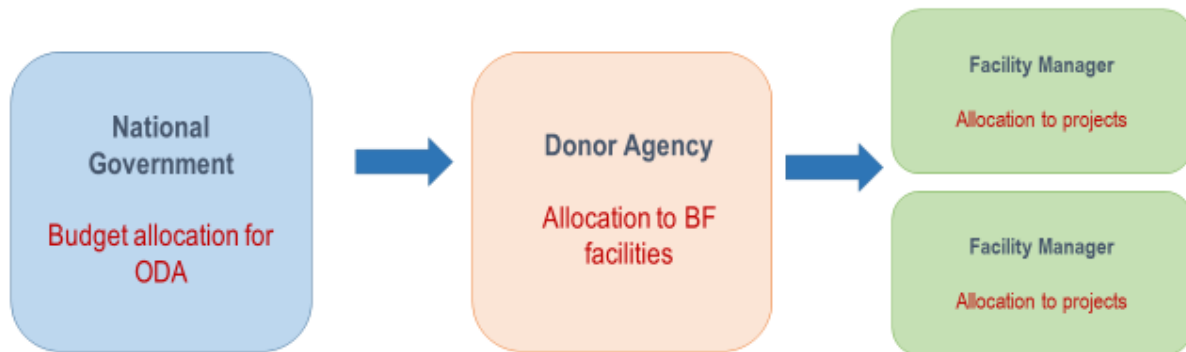 National
Government
Budget allocation for
ODA
Donor Agency
Allocation to BF
facilities
Facility Manager
Allocation to projects
Facility Manager
Allocation to projects